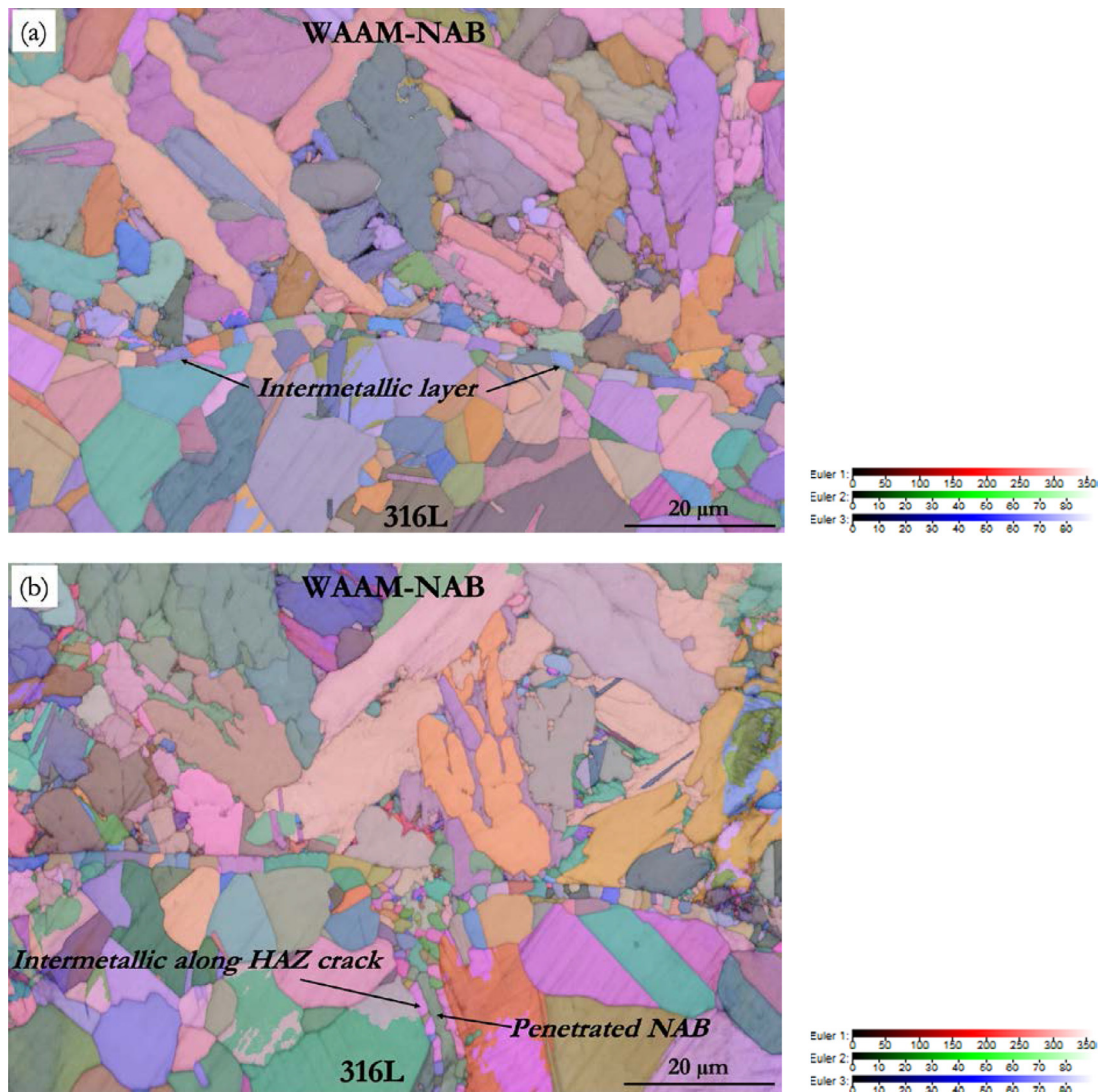 (a)
WAAM-NAB
Intermetallic layer
316L
20 μm
Euler 1:
0 50 100 150 200 250 300 350
Euler 2:
0 10 20 30 40 50 60 70 80
Euler 3:
0 10 20 30 40 50 60 70 80
(b)
WAAM-NAB
Intermetallic along HAZ crack
Penetrated NAB
316L
20 μm
Euler 1:
0 50 100 150 200 250 300 350
Euler 2:
0 10 20 30 40 50 60 70 80
Euler 3:
0 10 20 30 40 50 60 70 80